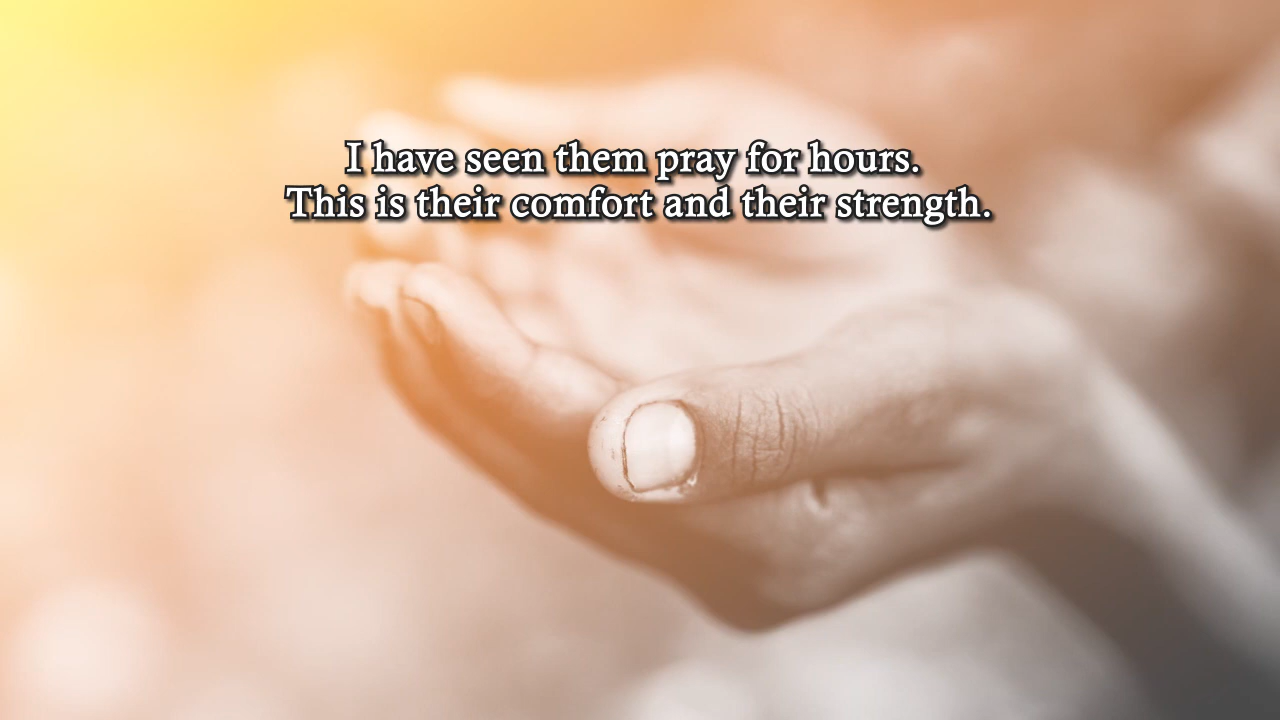 I have seen them pray for hours.
This is their comfort and their strength.